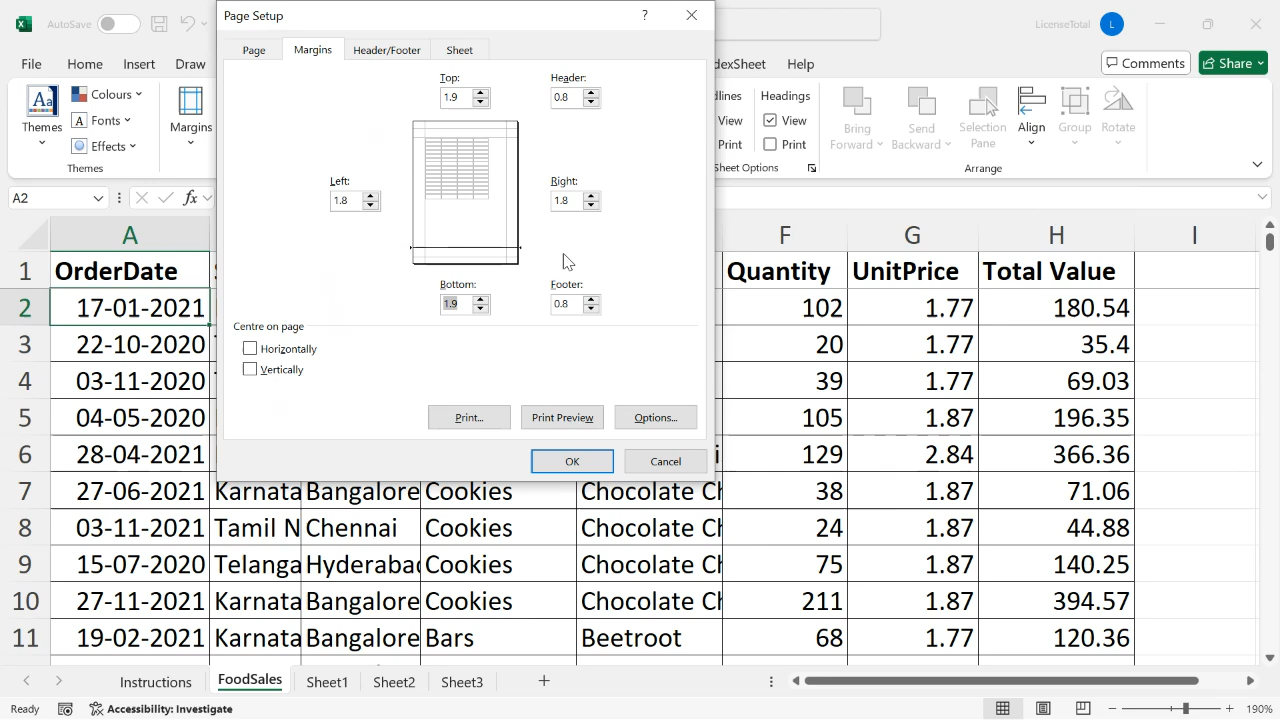 AutoSave
LicenseTotal
L
File
Home
Insert
Draw
Help
Comments
Share
Aa
Themes
Colours
Fonts
Effects
Themes
Margins
View
Print
Headings
View
Print
Sheet Options
Bring
Forward
Send
Backward
Selection
Pane
Align
Group
Rotate
Arrange
A2
fx
Page Setup
?
Page
Margins
Header/Footer
Sheet
Top:
1.9
Header:
0.8
Left:
1.8
Right:
1.8
Bottom:
1.9
Footer:
0.8
Centre on page
Horizontally
Vertically
Print...
Print Preview
Options...
OK
Cancel
A F G H I
1 OrderDate Quantity UnitPrice Total Value
2 17-01-2021 102 1.77 180.54
3 22-10-2020 20 1.77 35.4
4 03-11-2020 39 1.77 69.03
5 04-05-2020 105 1.87 196.35
6 28-04-2021 129 2.84 366.36
7 27-06-2021 Karnata Bangalore Cookies Chocolate Ch 38 1.87 71.06
8 03-11-2021 Tamil N Chennai Cookies Chocolate Ch 24 1.87 44.88
9 15-07-2020 Telanga Hyderabad Cookies Chocolate Ch 75 1.87 140.25
10 27-11-2021 Karnata Bangalore Cookies Chocolate Ch 211 1.87 394.57
11 19-02-2021 Karnata Bangalore Bars Beetroot 68 1.77 120.36
Instructions
FoodSales
Sheet1
Sheet2
Sheet3
Ready
Accessibility: Investigate
190%